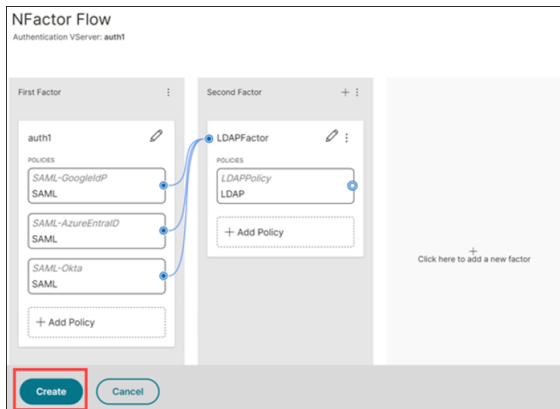 NFactor Flow
Authentication VServer: auth1
First Factor
auth1
POLICIES
SAML-GoogleIdP
SAML
SAML-AzureEntraID
SAML
SAML-Okta
SAML
+ Add Policy
Second Factor
LDAPFactor
POLICIES
LDAPPolicy
LDAP
+ Add Policy
+
Click here to add a new factor
Create
Cancel